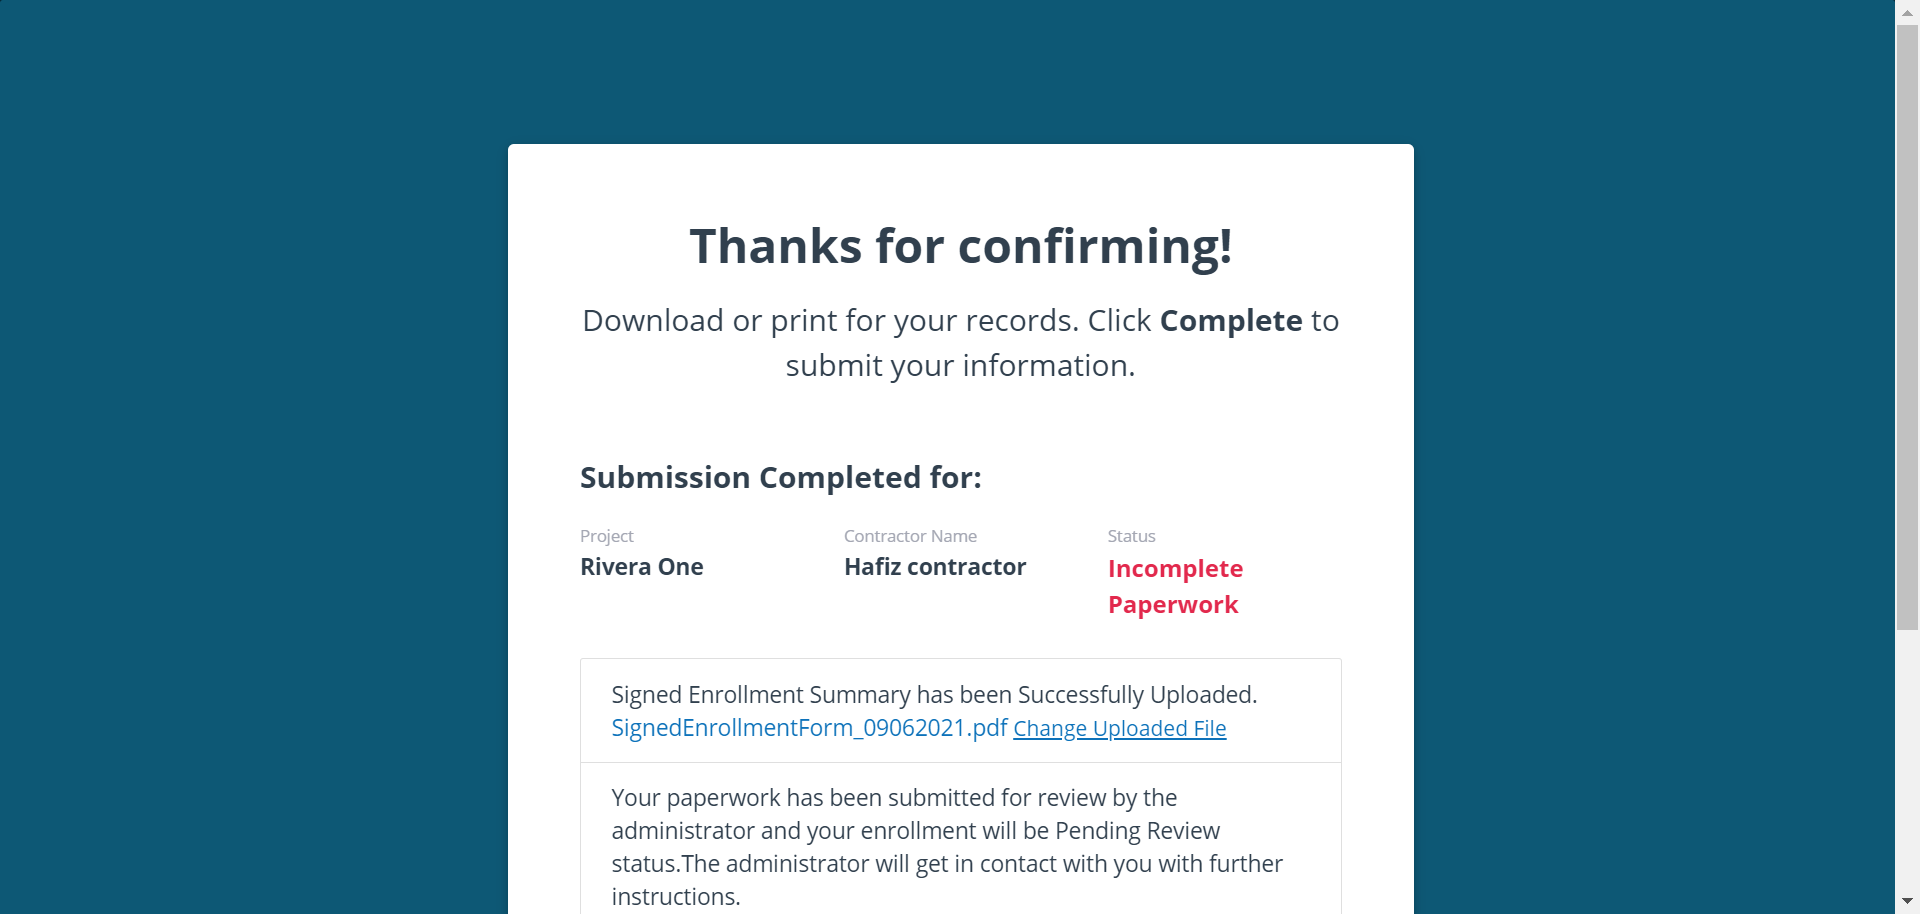 Thanks for confirming!
Download or print for your records. Click Complete to
submit your information.
Submission Completed for:
Project
Rivera One
Contractor Name
Hafiz contractor
Status
Incomplete
Paperwork
Signed Enrollment Summary has been Successfully Uploaded.
SignedEnrollmentForm_09062021.pdf Change Uploaded File
Your paperwork has been submitted for review by the
administrator and your enrollment will be Pending Review
status.The administrator will get in contact with you with further
instructions.